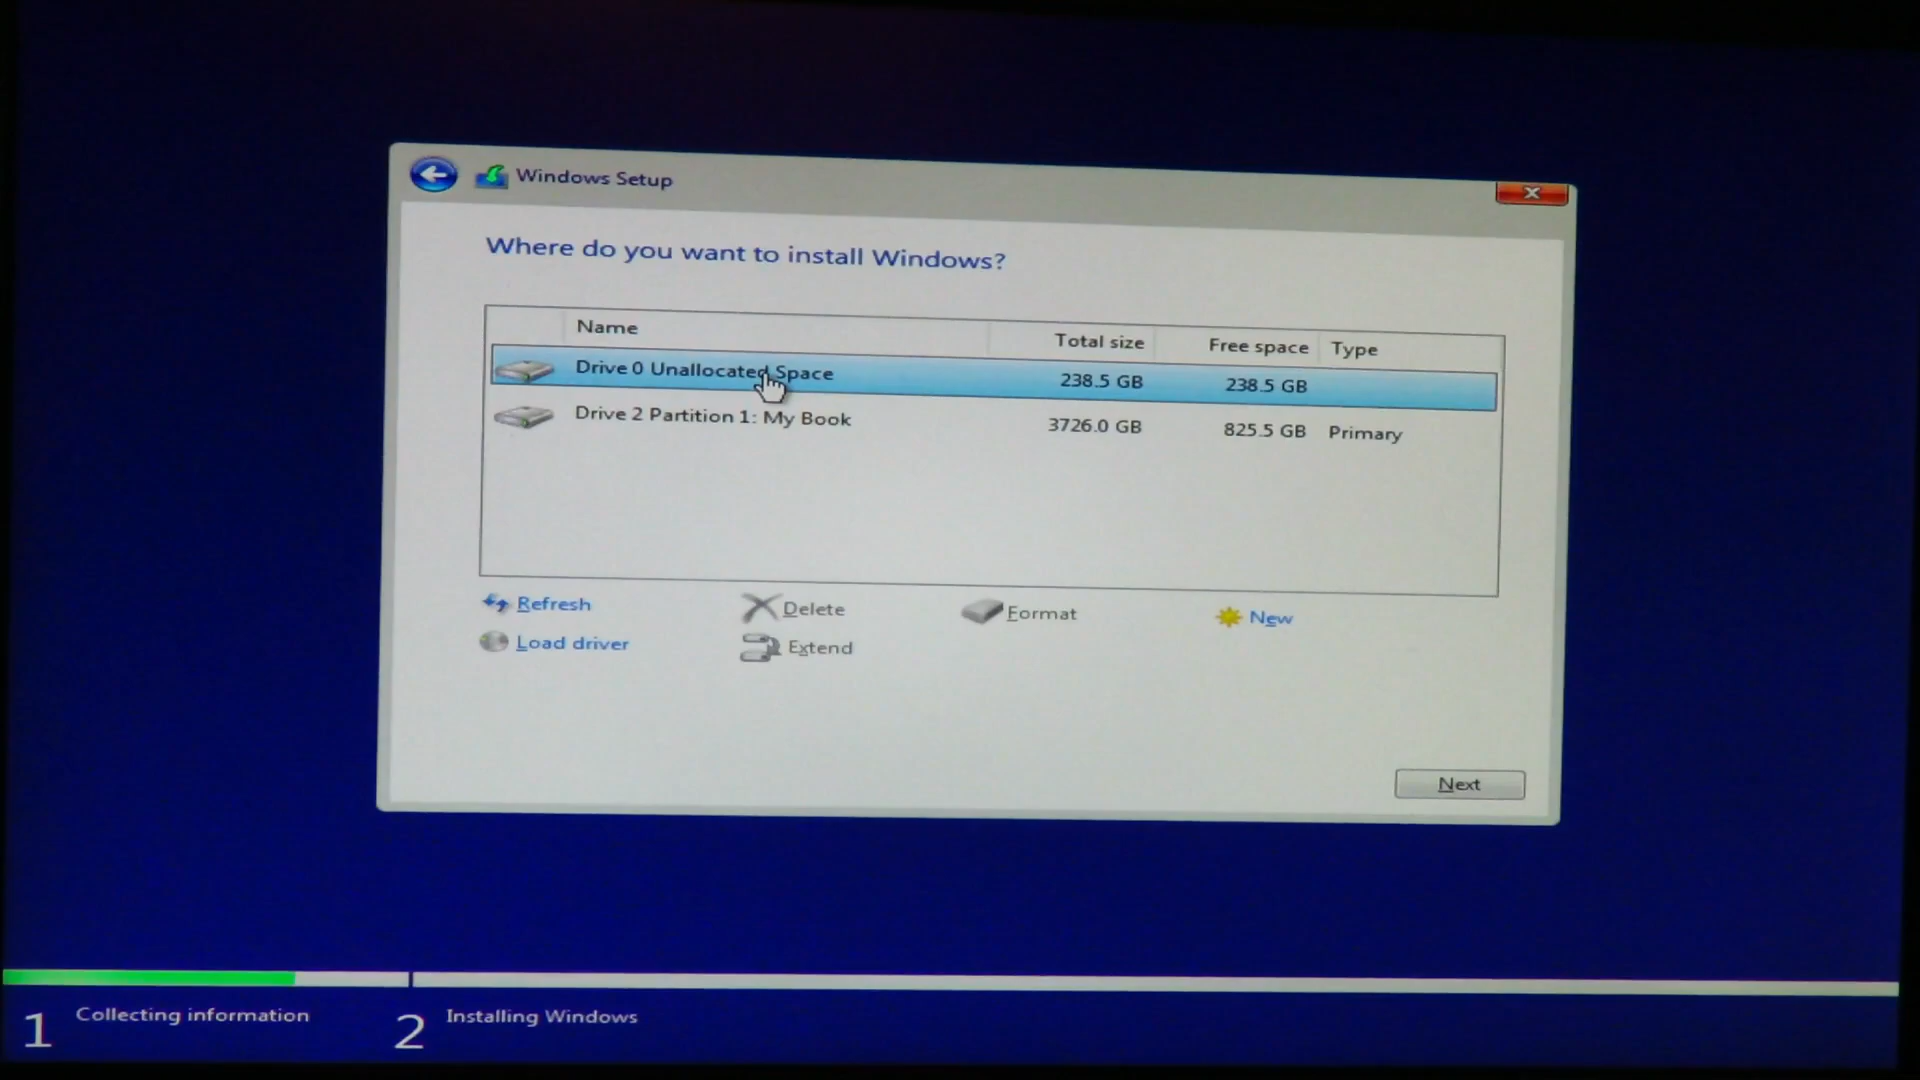 Windows Setup
Where do you want to install Windows?
Name Total size Free space Type
Drive 0 Unallocated Space 238.5 GB 238.5 GB
Drive 2 Partition 1: My Book 3726.0 GB 825.5 GB Primary
Refresh Delete Format New
Load driver Extend
Next
1 Collecting information 2 Installing Windows